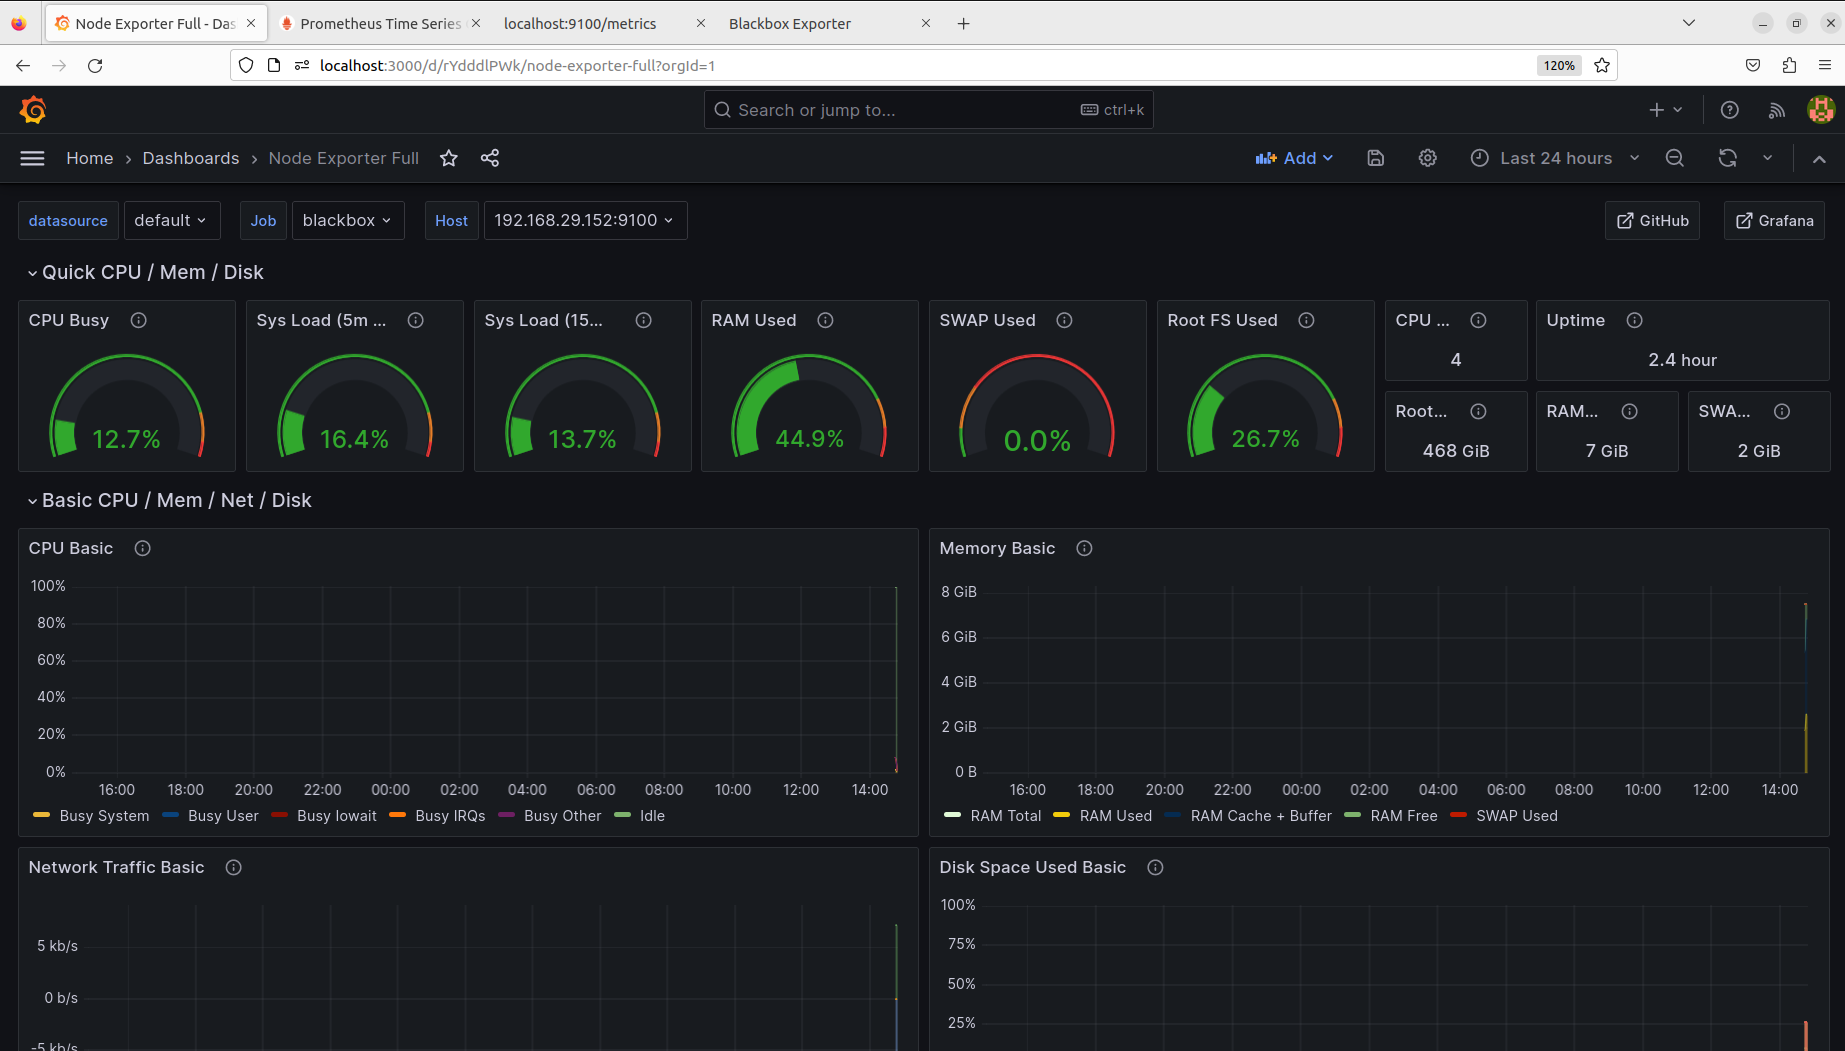 Node Exporter Full - Das
Prometheus Time Series
localhost:9100/metrics
Blackbox Exporter
localhost:3000/d/rYdddlPWk/node-exporter-full?orgId=1
120%
Search or jump to...
ctrl+k
Home › Dashboards › Node Exporter Full
Add
Last 24 hours
datasource default Job blackbox Host 192.168.29.152:9100
GitHub
Grafana
Quick CPU / Mem / Disk
CPU Busy
12.7%
Sys Load (5m ...
16.4%
Sys Load (15...
13.7%
RAM Used
44.9%
SWAP Used
0.0%
Root FS Used
26.7%
CPU ...
4
Uptime
2.4 hour
Root...
468 GiB
RAM...
7 GiB
SWA...
2 GiB
Basic CPU / Mem / Net / Disk
CPU Basic
100%
80%
60%
40%
20%
0%
16:00 18:00 20:00 22:00 00:00 02:00 04:00 06:00 08:00 10:00 12:00 14:00
Busy System Busy User Busy Iowait Busy IRQs Busy Other Idle
Memory Basic
8 GiB
6 GiB
4 GiB
2 GiB
0 B
16:00 18:00 20:00 22:00 00:00 02:00 04:00 06:00 08:00 10:00 12:00 14:00
RAM Total RAM Used RAM Cache + Buffer RAM Free SWAP Used
Network Traffic Basic
5 kb/s
0 b/s
-5 kb/s
Disk Space Used Basic
100%
75%
50%
25%